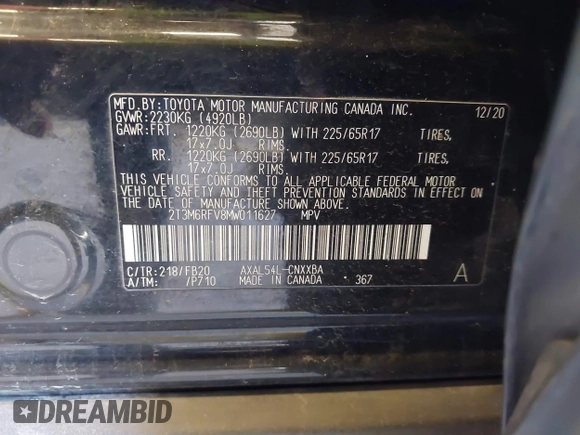 MFD.BY:TOYOTA MOTOR MANUFACTURING CANADA INC. 12/20
GVWR:2230KG (4920LB)
GAWR:FRT. 1220KG (2690LB) WITH 225/65R17 TIRES,
17x7.0J RIMS.
RR. 1220KG (2690LB) WITH 225/65R17 TIRES,
17x7.0J RIMS.
THIS VEHICLE CONFORMS TO ALL APPLICABLE FEDERAL MOTOR
VEHICLE SAFETY AND THEFT PREVENTION STANDARDS IN EFFECT ON
THE DATE OF MANUFACTURE SHOWN ABOVE.
2T3M6RFV8MW011627 MPV
C/TR:218/FB20 AXAL54L-CNXXBA A
A/TM: /P710 MADE IN CANADA • 367
DREAMBID